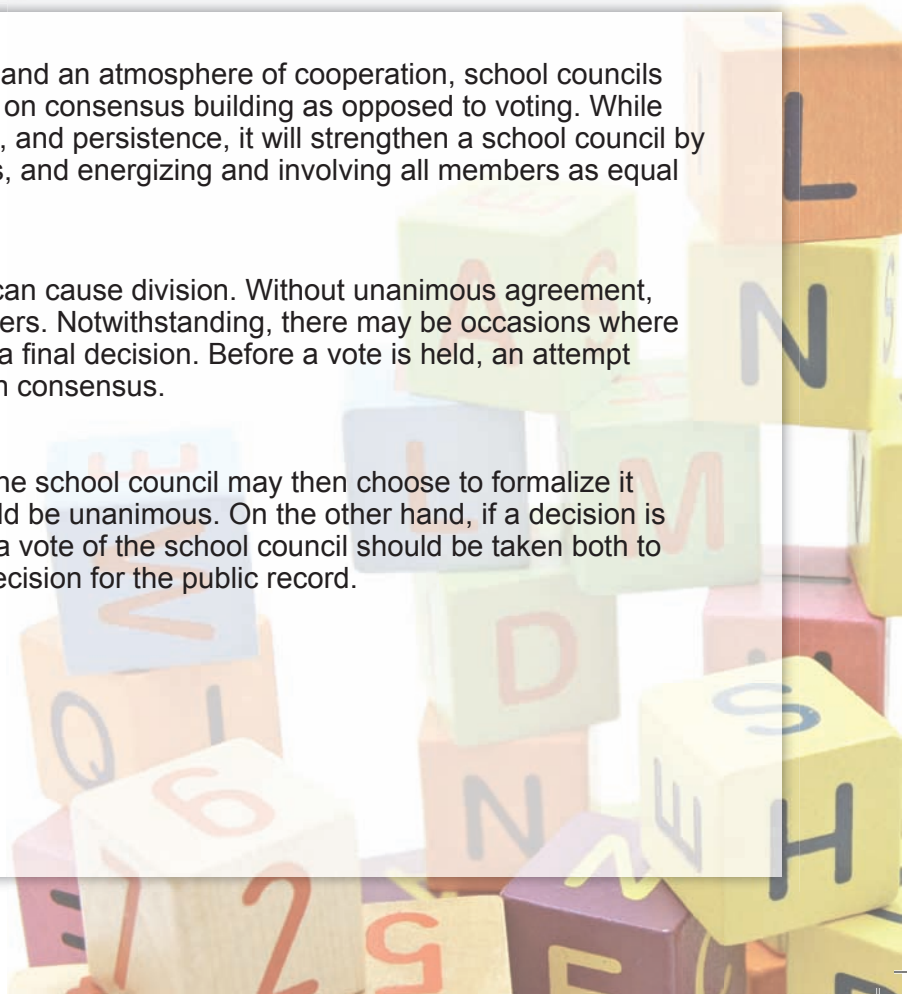 and an atmosphere of cooperation, school councils
on consensus building as opposed to voting. While
, and persistence, it will strengthen a school council by
, and energizing and involving all members as equal
can cause division. Without unanimous agreement,
Notwithstanding, there may be occasions where
a final decision. Before a vote is held, an attempt
consensus.
school council may then choose to formalize it
be unanimous. On the other hand, if a decision is
a vote of the school council should be taken both to
for the public record.
L
N
A
L
M
D
Q I
N
S
E H
6
7 2
5